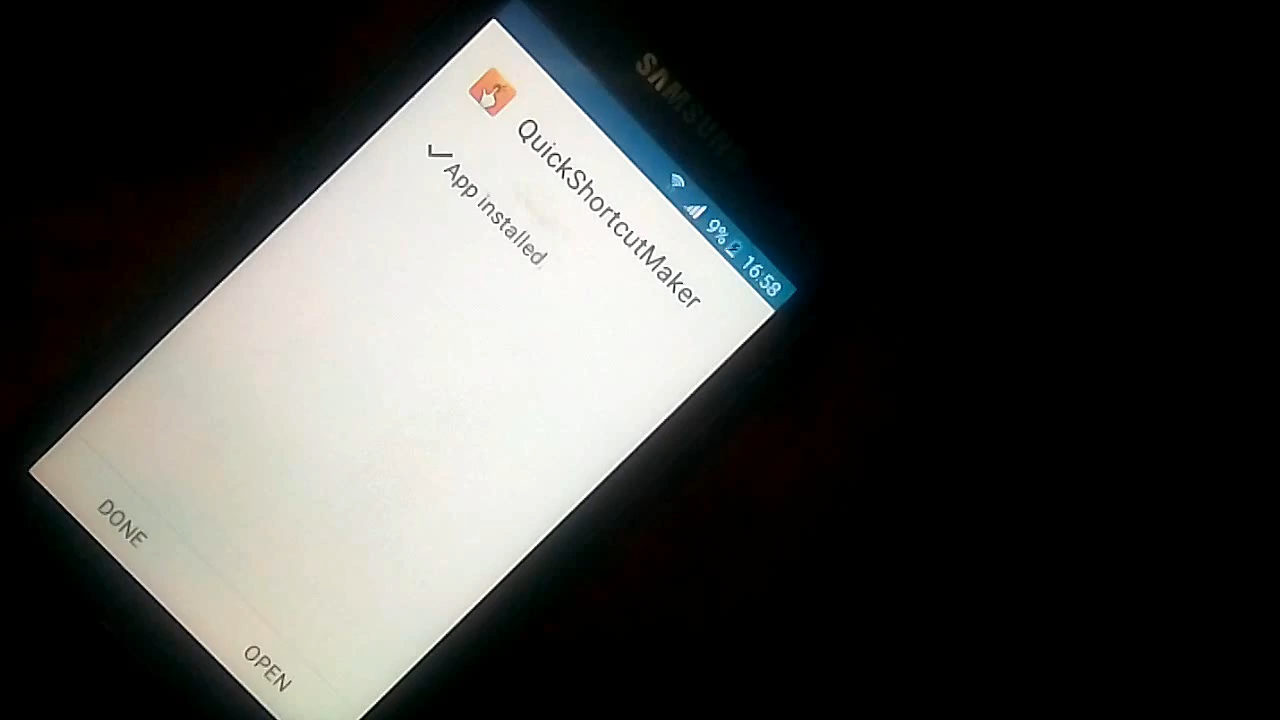 SAMSUNG
9% 16:58
QuickShortcutMaker
App installed.
DONE
OPEN